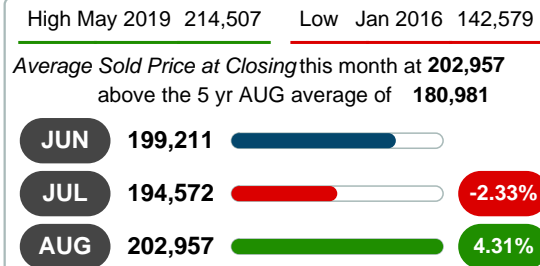 High May 2019 214,507 Low Jan 2016 142,579
Average Sold Price at Closing this month at 202,957
above the 5 yr AUG average of 180,981
JUN 199,211
JUL 194,572 -2.33%
AUG 202,957 4.31%